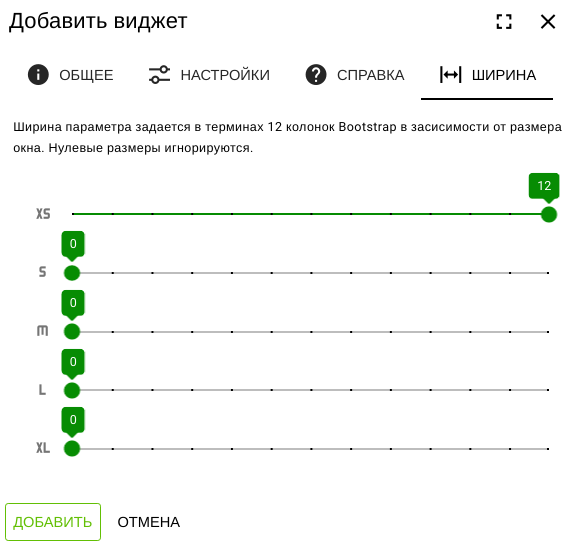 Добавить виджет
ОБЩЕЕ НАСТРОЙКИ СПРАВКА ШИРИНА
Ширина параметра задается в терминах 12 колонок Bootstrap в засисимости от размера
окна. Нулевые размеры игнорируются.
12
XS
0
S
0
M
0
L
0
XL
ДОБАВИТЬ ОТМЕНА